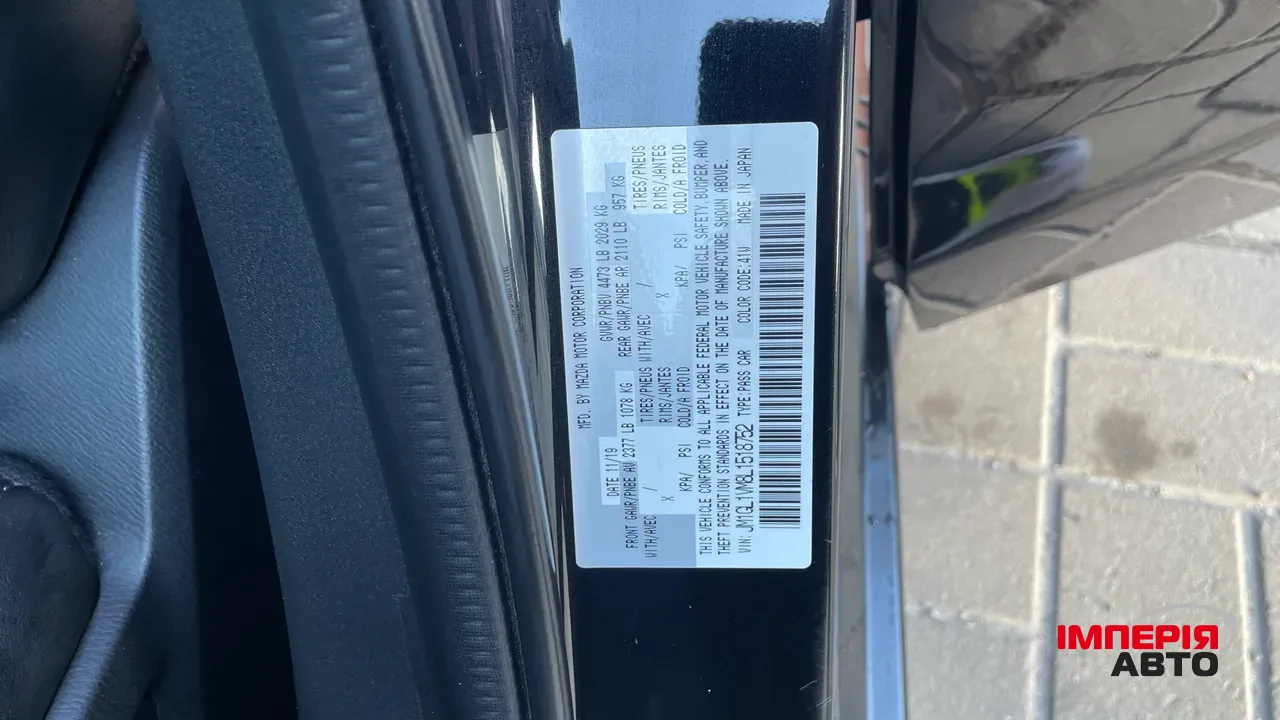 MFD. BY MAZDA MOTOR CORPORATION
DATE 11/19 GVWR/PNBV 4473 LB 2029 KG
FRONT GAWR/PNBE AV 2377 LB 1078 KG REAR GAWR/PNBE AR 2110 LB 957 KG
WITH/AVEC / TIRES/PNEUS WITH/AVEC / TIRES/PNEUS
X RIMS/JANTES X RIMS/JANTES
KPA/ PSI COLD/A FROID KPA/ PSI COLD/A FROID
THIS VEHICLE CONFORMS TO ALL APPLICABLE FEDERAL MOTOR VEHICLE SAFETY, BUMPER, AND
THEFT PREVENTION STANDARDS IN EFFECT ON THE DATE OF MANUFACTURE SHOWN ABOVE.
VIN: JM1GL1VM8L1518752 TYPE:PASS CAR COLOR CODE:41W MADE IN JAPAN
ІМПЕРІЯ
АВТО